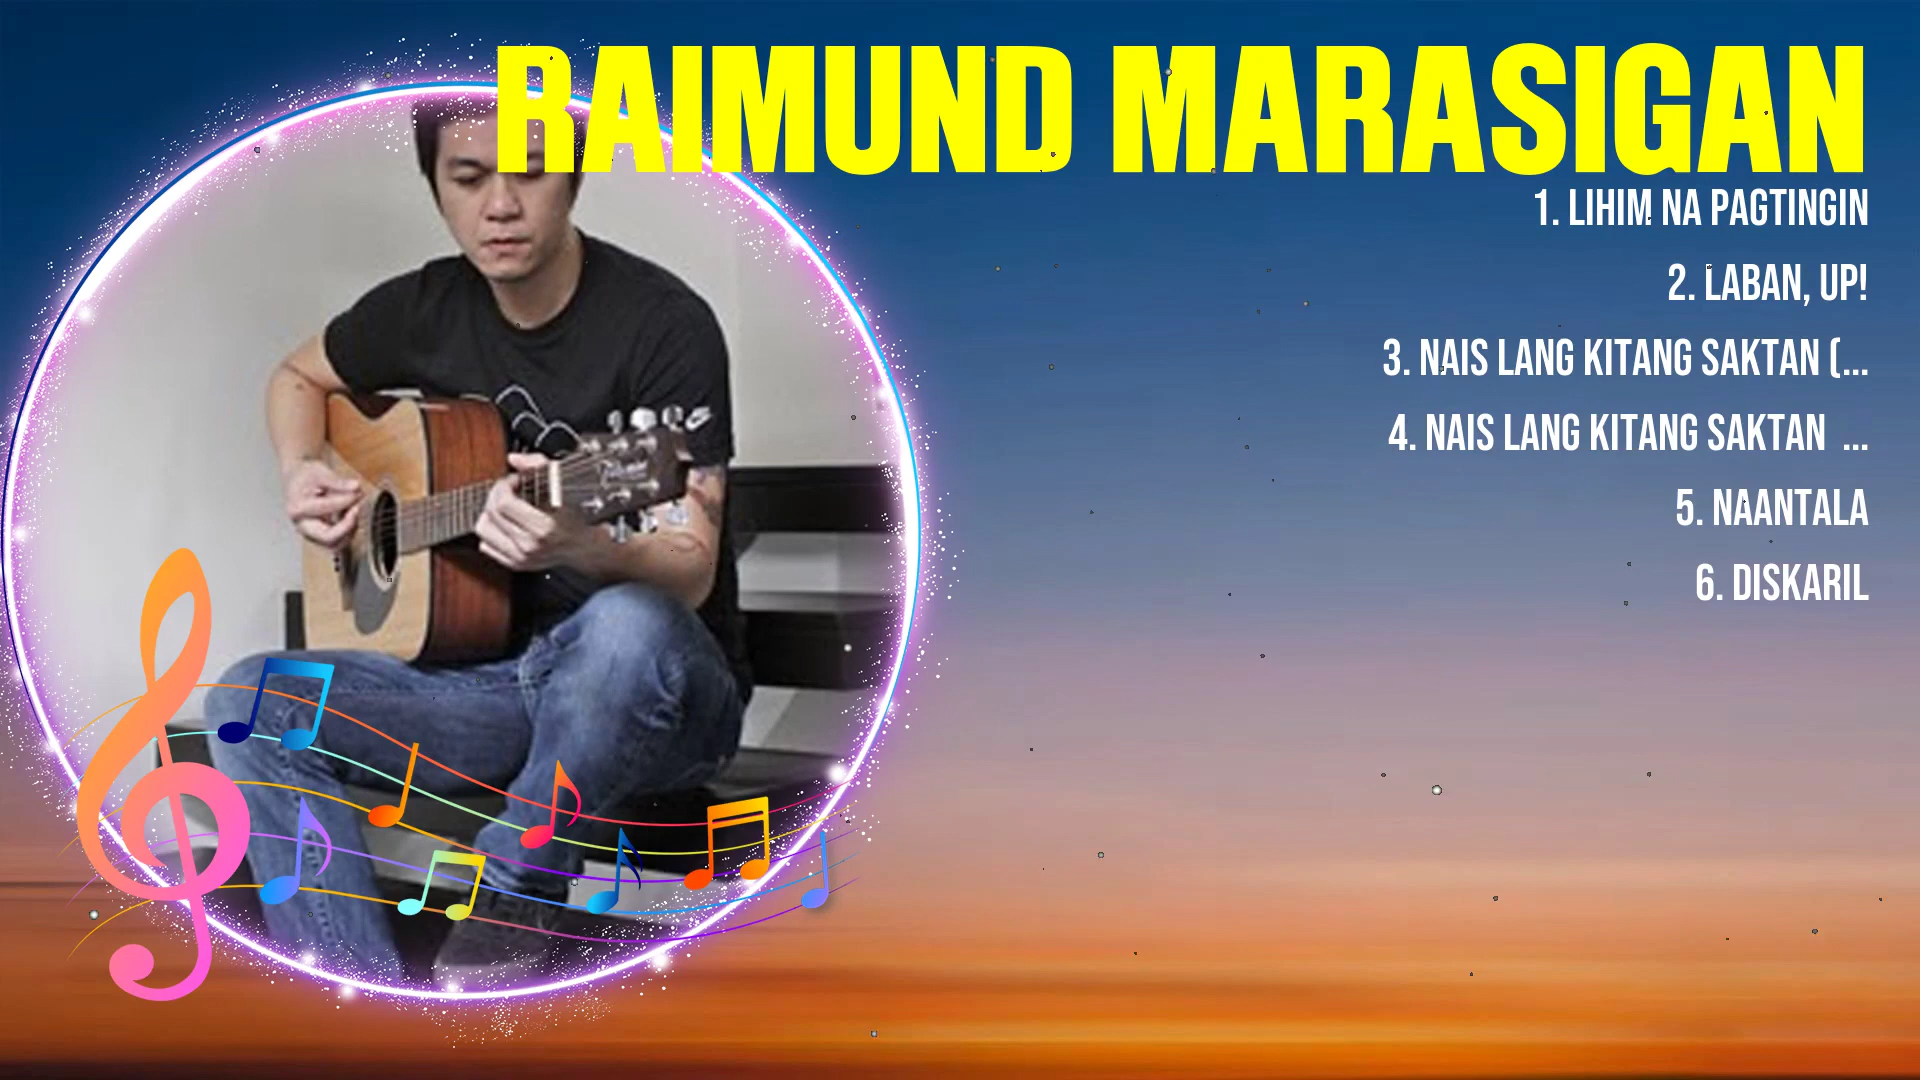 RAIMUND MARASIGAN
1. LIHIM NA PAGTINGIN
2. LABAN, UP!
3. NAIS LANG KITANG SAKTAN (...
4. NAIS LANG KITANG SAKTAN ...
5. NAANTALA
6. DISKARIL